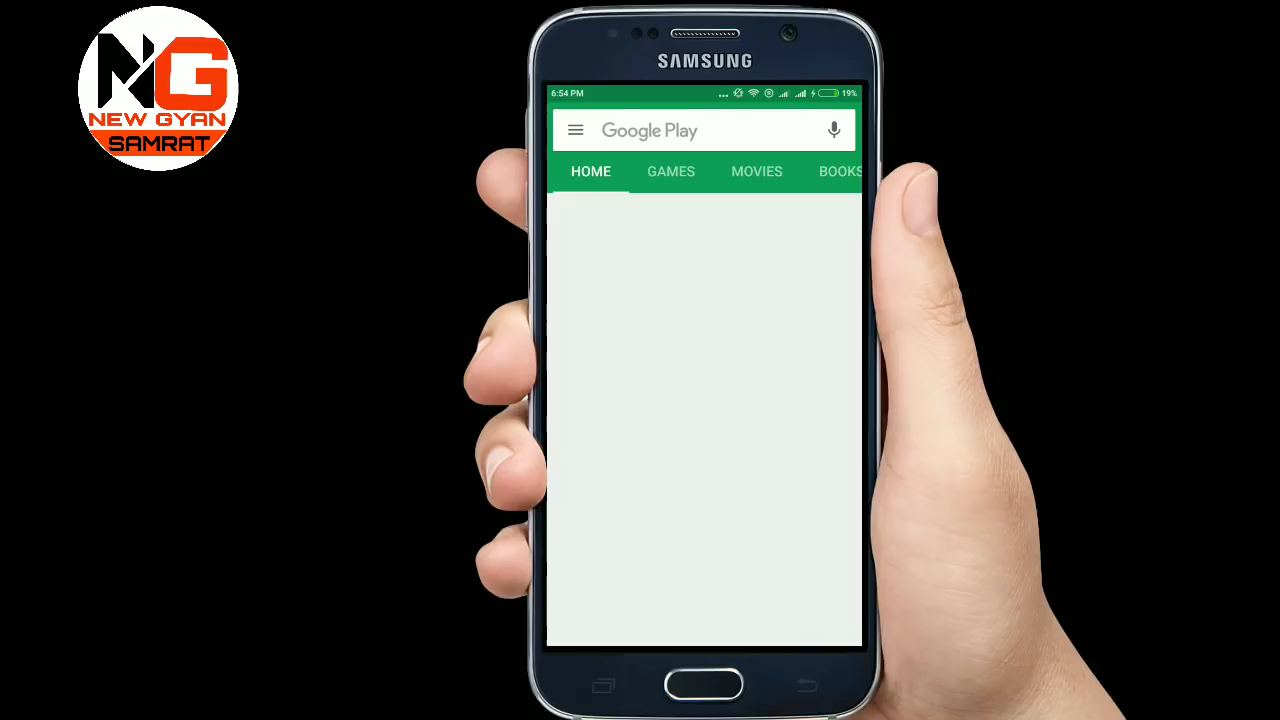 NG
NEW GYAN
SAMRAT
SAMSUNG
6:54 PM 19%
Google Play
HOME GAMES MOVIES BOOKS